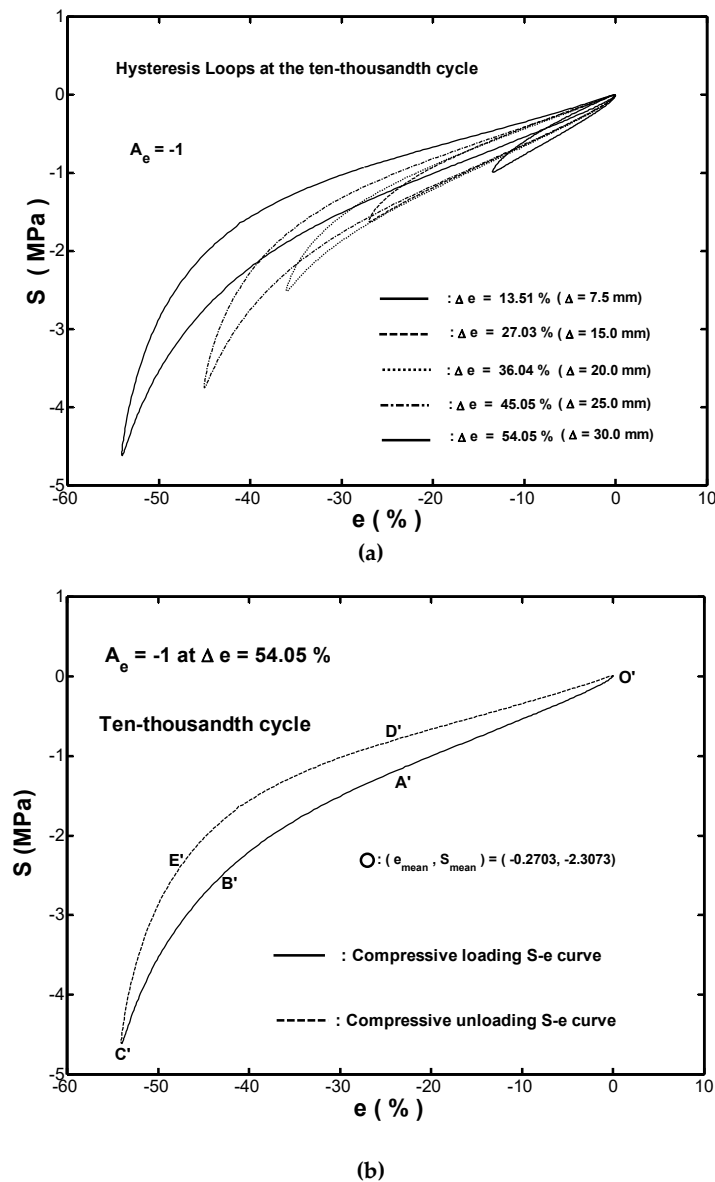 1
Hysteresis Loops at the ten-thousandth cycle
0
A_e = -1
-1
S ( MPa)
-2
-3
: Δ e = 13.51 % ( Δ = 7.5 mm)
: Δ e = 27.03 % ( Δ = 15.0 mm)
: Δ e = 36.04 % ( Δ = 20.0 mm)
-4
: Δ e = 45.05 % ( Δ = 25.0 mm)
: Δ e = 54.05 % ( Δ = 30.0 mm)
-5
-60 -50 -40 -30 -20 -10 0 10
e ( % )
(a)
1
A_e = -1 at Δ e = 54.05 %
0
O'
Ten-thousandth cycle
D'
-1
A'
S (MPa)
-2
E'
: ( e_mean , S_mean ) = ( -0.2703, -2.3073)
B'
-3
: Compressive loading S-e curve
-4
: Compressive unloading S-e curve
C'
-5
-60 -50 -40 -30 -20 -10 0 10
e ( % )
(b)